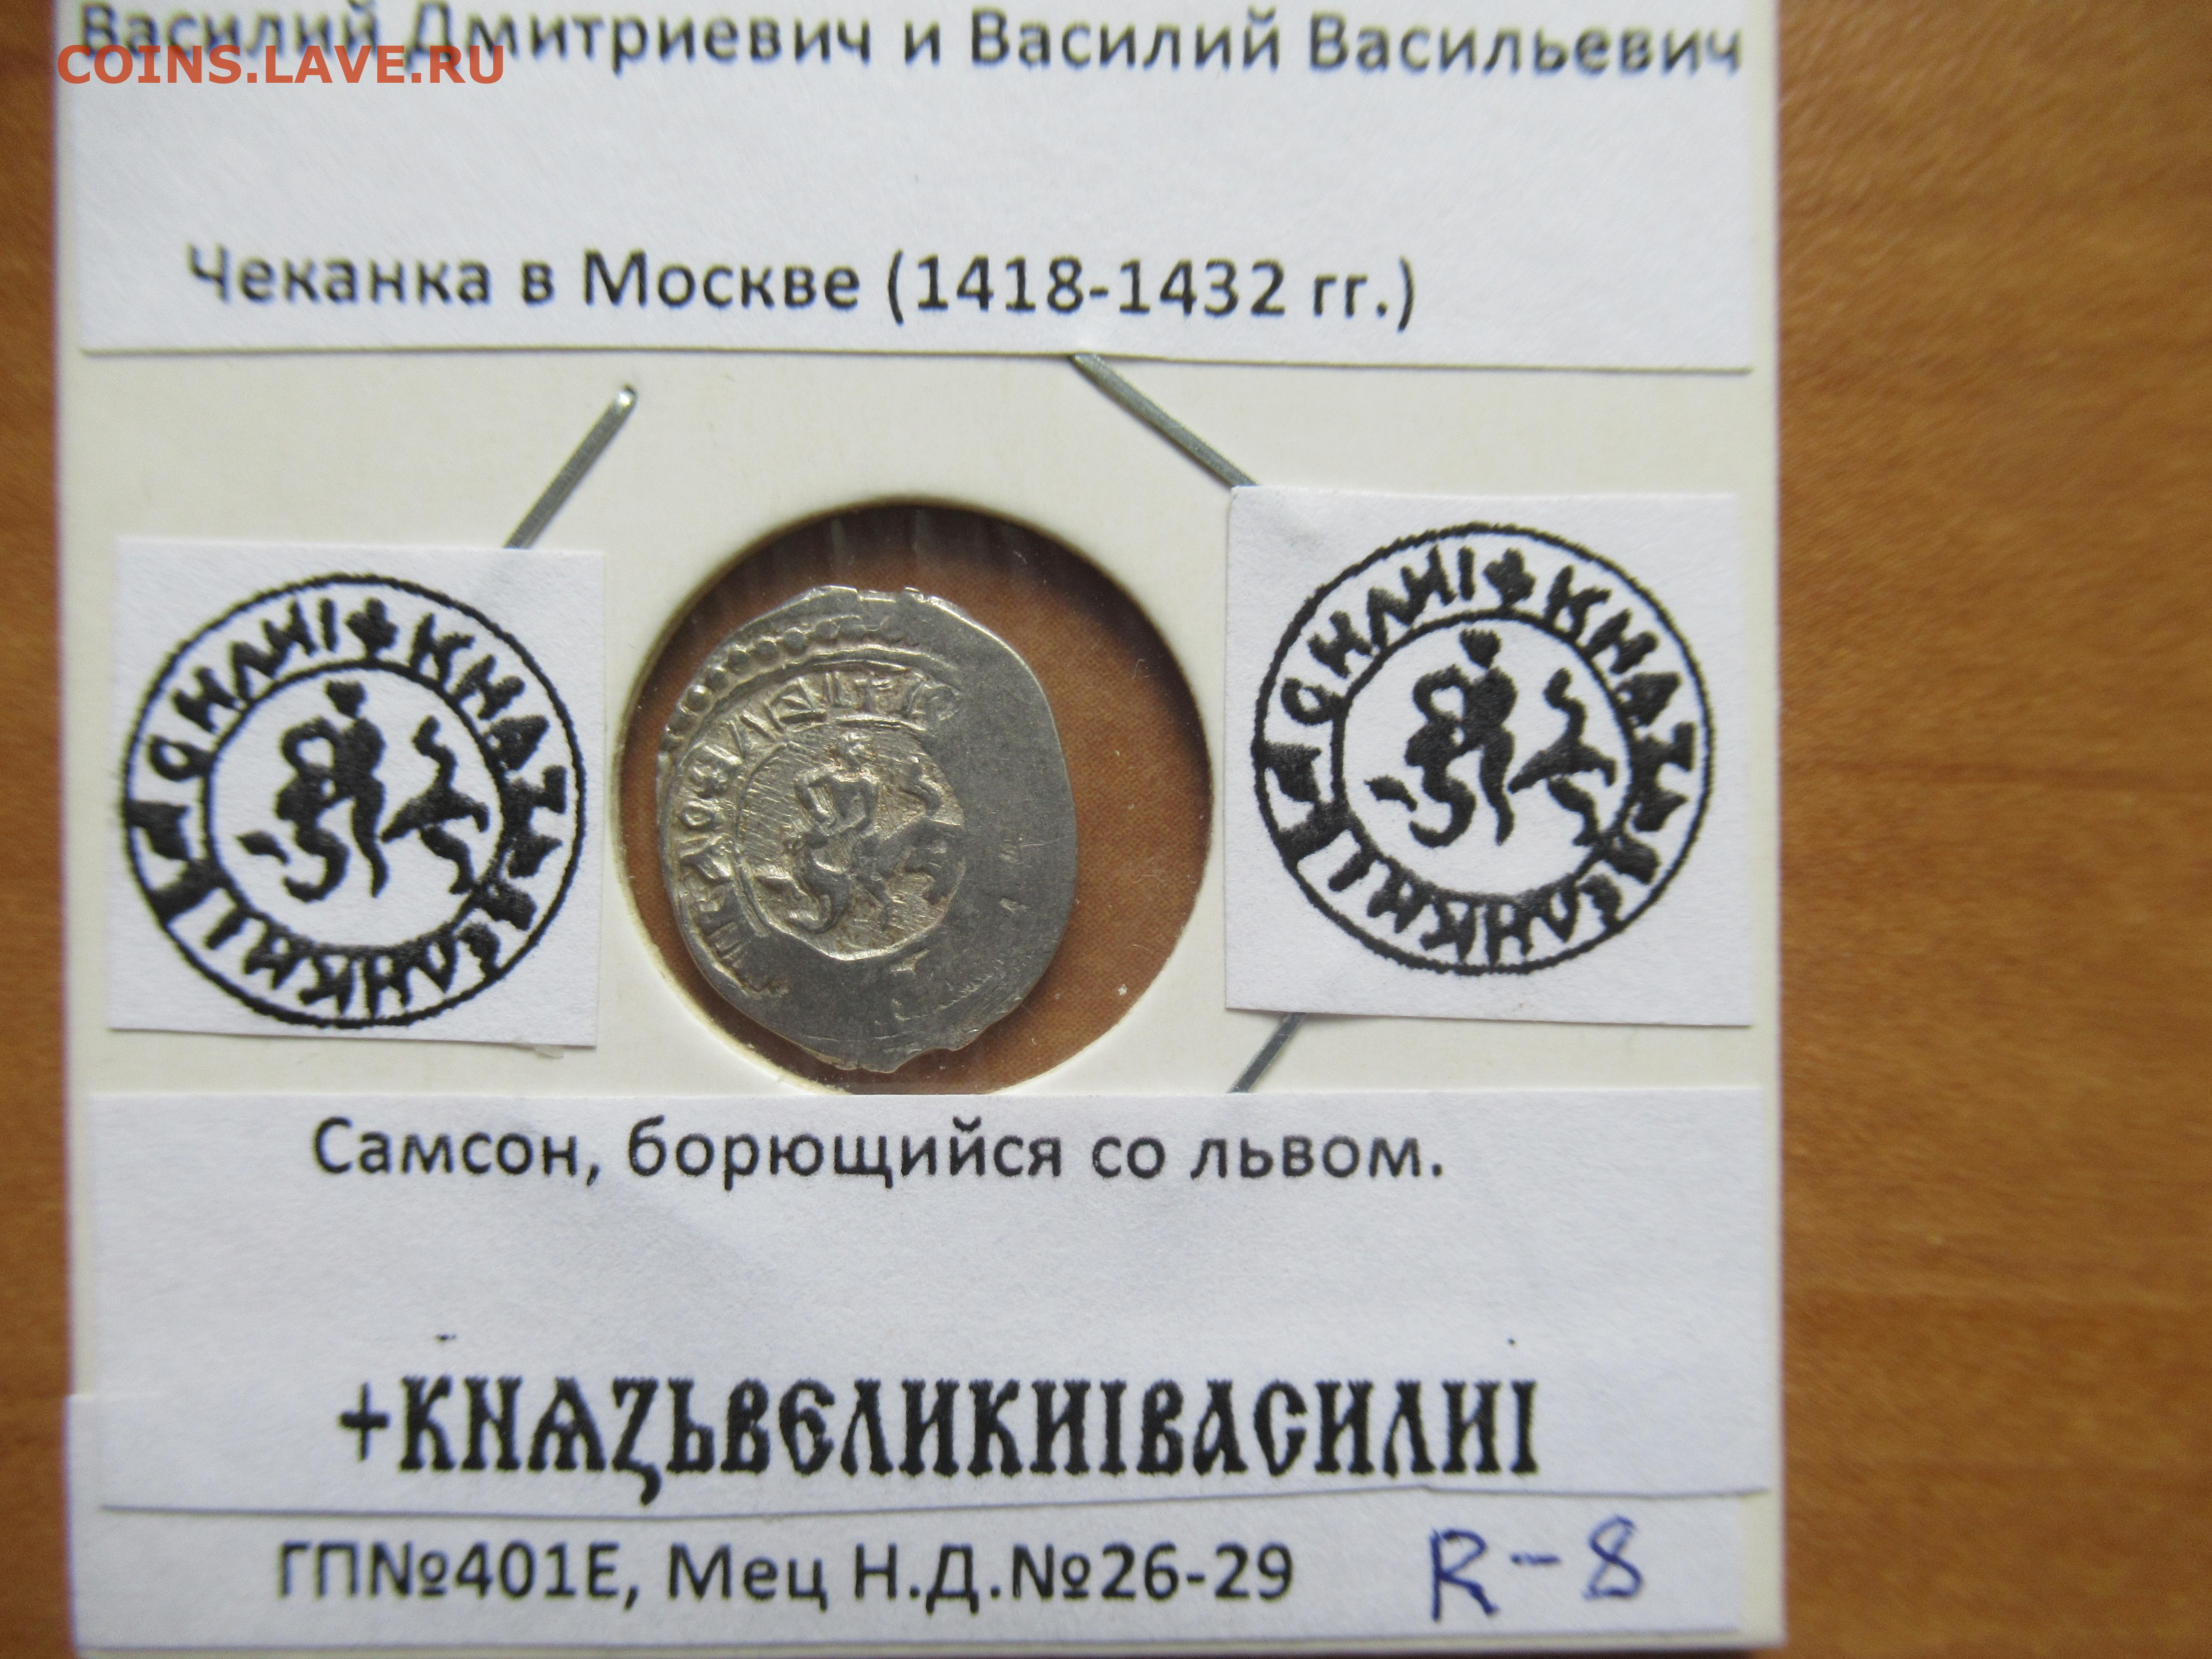 Василий Дмитриевич и Василий Васильевич
COINS.LAVE.RU
Чеканка в Москве (1418-1432 гг.)
Самсон, борющийся со львом.
+КНѦZЬВЄЛИКИІВАСИЛИІ
ГП№401Е, Мец Н.Д.№26-29 R-8